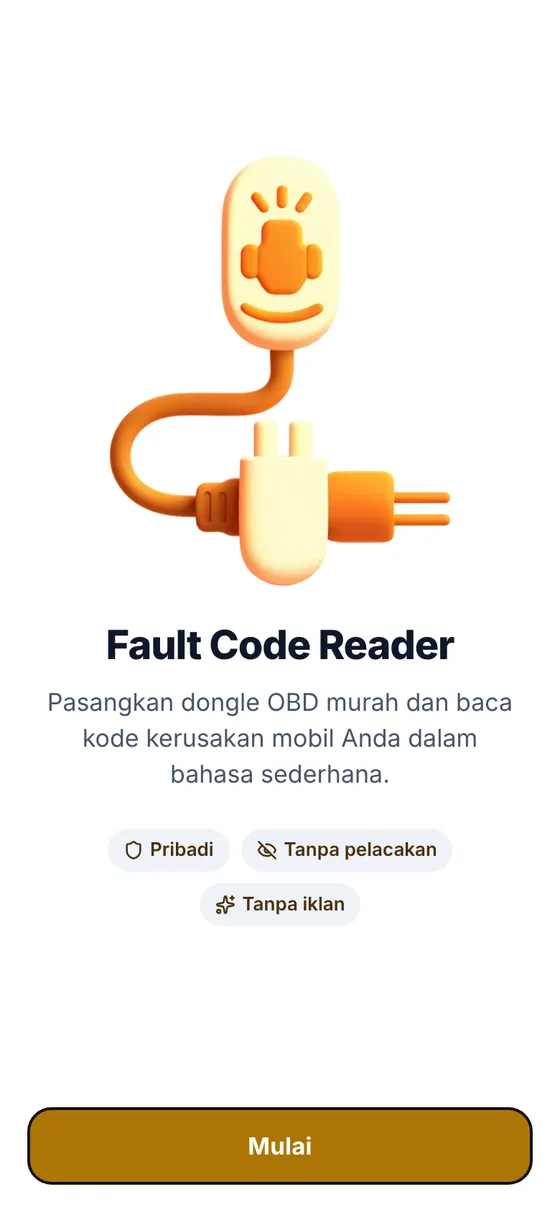 Fault Code Reader
Pasangkan dongle OBD murah dan baca
kode kerusakan mobil Anda dalam
bahasa sederhana.
Pribadi
Tanpa pelacakan
Tanpa iklan
Mulai